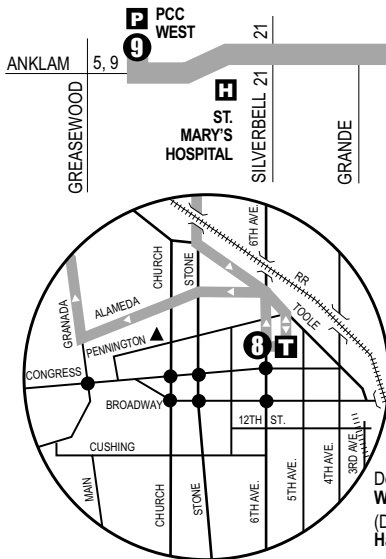 P PCC
WEST
9
ANKLAM 5, 9
21
21
H
ST.
MARY'S
HOSPITAL
GREASEWOOD
SILVERBELL
GRANDE
6TH AVE.
CHURCH
STONE
RR
TOOLE
GRANADA
ALAMEDA
PENNINGTON
8 T
CONGRESS
BROADWAY
12TH ST.
CUSHING
MAIN
CHURCH
STONE
6TH AVE.
5TH AVE.
4TH AVE.
3RD AVE.
W
(D
H